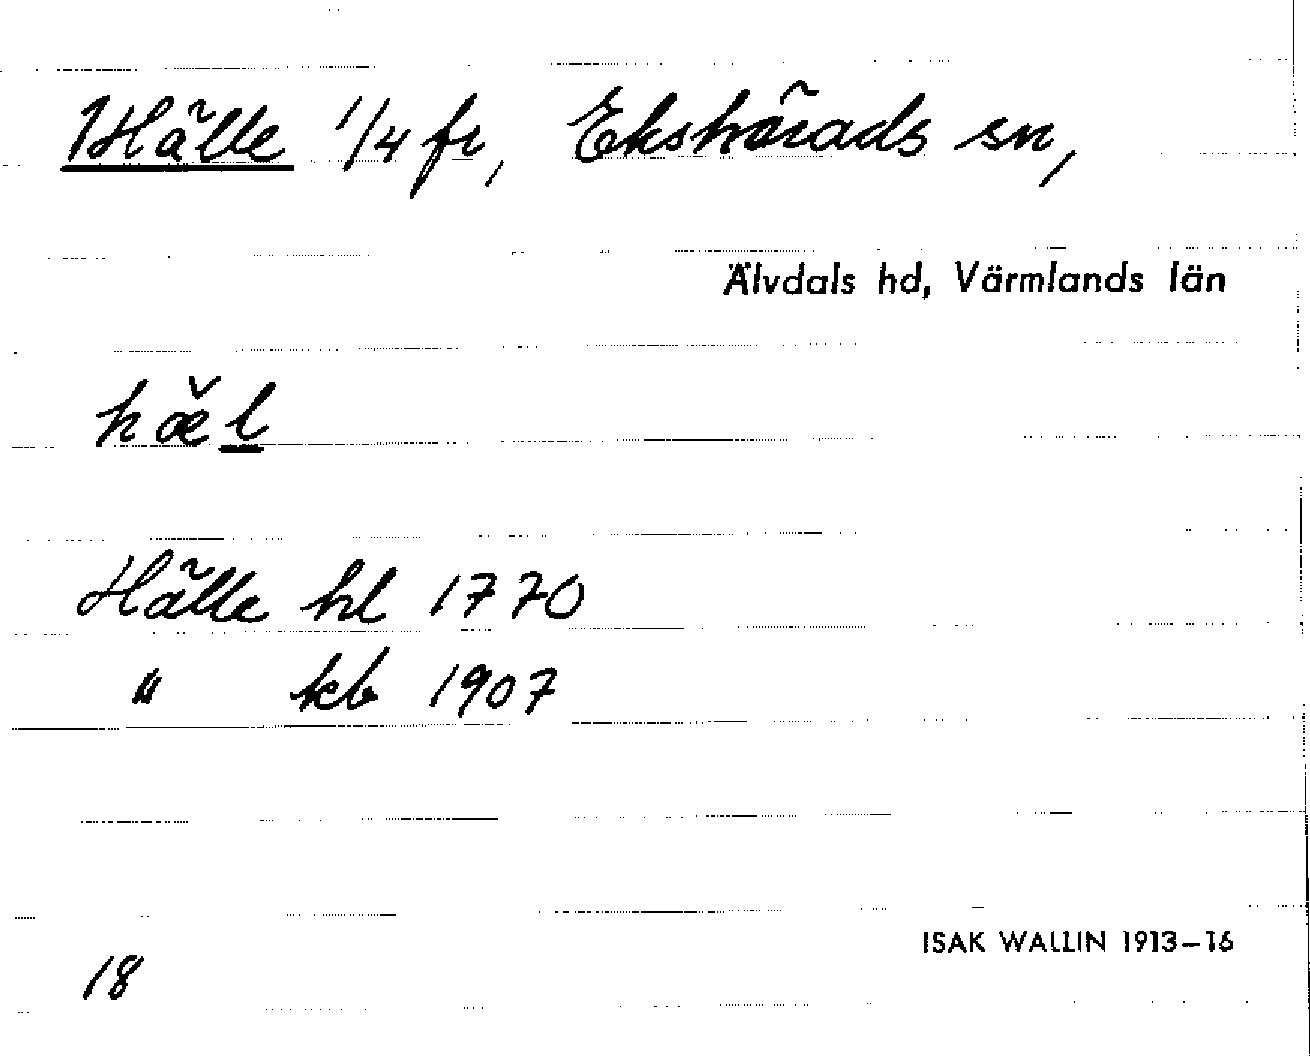 Hälle 1/4 fr, Ekshärads sn,
Älvdals hd, Värmlands län
hæ̌l
Hälle hl 1770
" kb 1907
ISAK WALLIN 1913–16
18